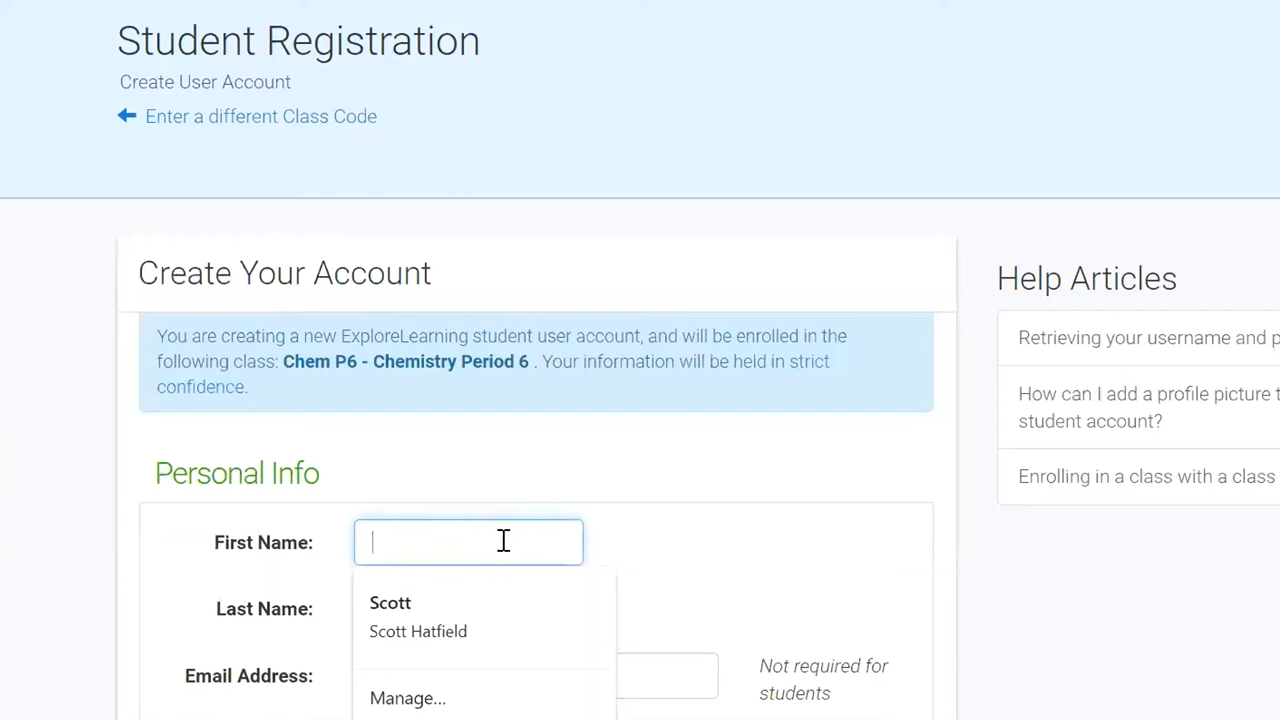 Student Registration
Create User Account
Enter a different Class Code
Create Your Account
You are creating a new ExploreLearning student user account, and will be enrolled in the
following class: Chem P6 - Chemistry Period 6 . Your information will be held in strict
confidence.
Personal Info
First Name:
Scott
Scott Hatfield
Last Name:
Email Address:
Not required for
students
Manage...
Help Articles
Retrieving your username and
How can I add a profile picture
student account?
Enrolling in a class with a class